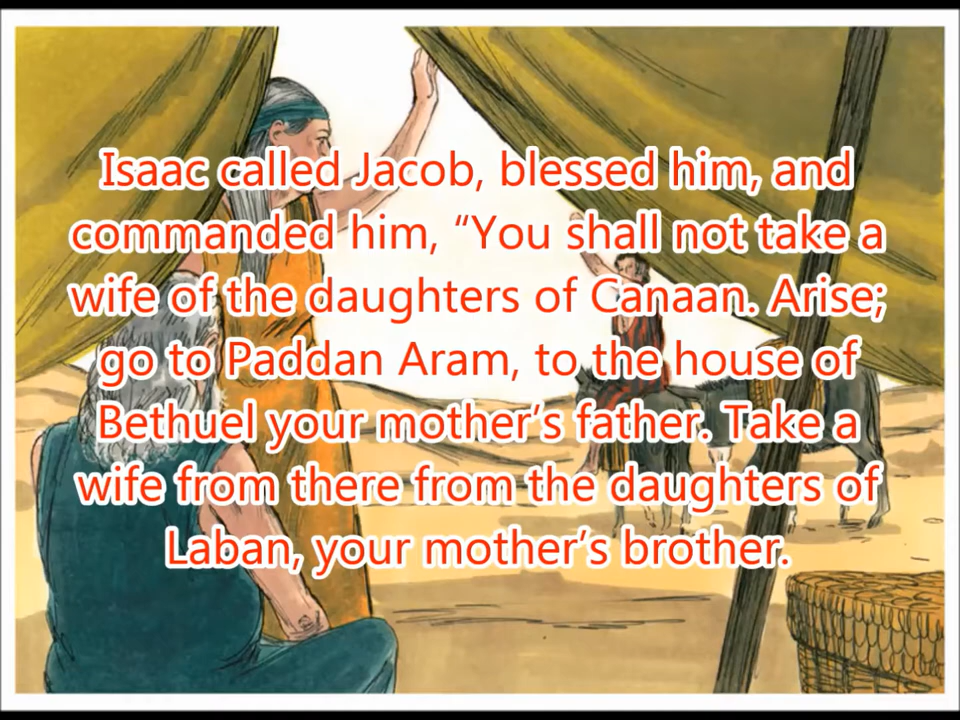 Isaac called Jacob, blessed him, and
commanded him, “You shall not take a
wife of the daughters of Canaan. Arise;
go to Paddan Aram, to the house of
Bethuel your mother’s father. Take a
wife from there from the daughters of
Laban, your mother’s brother.